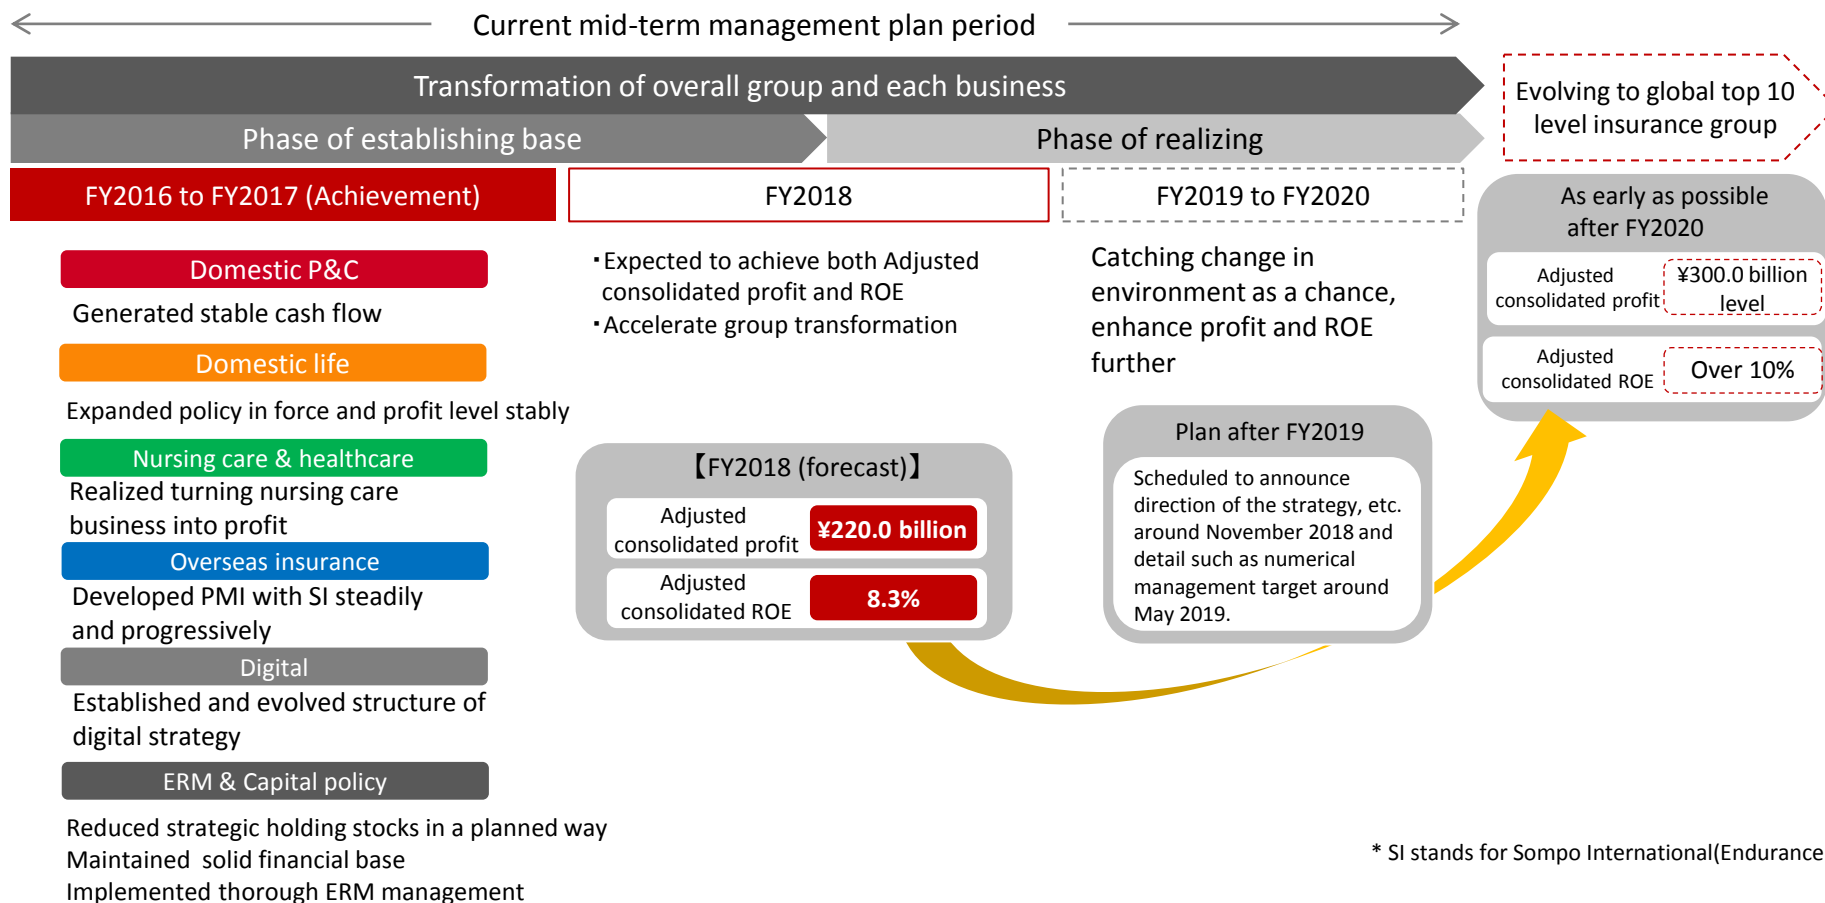 Current mid-term management plan period
Transformation of overall group and each business
Phase of establishing base
Phase of realizing
Evolving to global top 10
level insurance group
FY2016 to FY2017 (Achievement)
FY2018
FY2019 to FY2020
As early as possible
after FY2020
Adjusted
consolidated profit
¥300.0 billion
level
Adjusted
consolidated ROE
Over 10%
Domestic P&C
Generated stable cash flow
Domestic life
Expanded policy in force and profit level stably
Nursing care & healthcare
Realized turning nursing care
business into profit
Overseas insurance
Developed PMI with SI steadily
and progressively
Digital
Established and evolved structure of
digital strategy
ERM & Capital policy
Reduced strategic holding stocks in a planned way
Maintained solid financial base
Implemented thorough ERM management
・Expected to achieve both Adjusted
consolidated profit and ROE
・Accelerate group transformation
【FY2018 (forecast)】
Adjusted
consolidated profit
¥220.0 billion
Adjusted
consolidated ROE
8.3%
Catching change in
environment as a chance,
enhance profit and ROE
further
Plan after FY2019
Scheduled to announce
direction of the strategy, etc.
around November 2018 and
detail such as numerical
management target around
May 2019.
* SI stands for Sompo International(Endurance